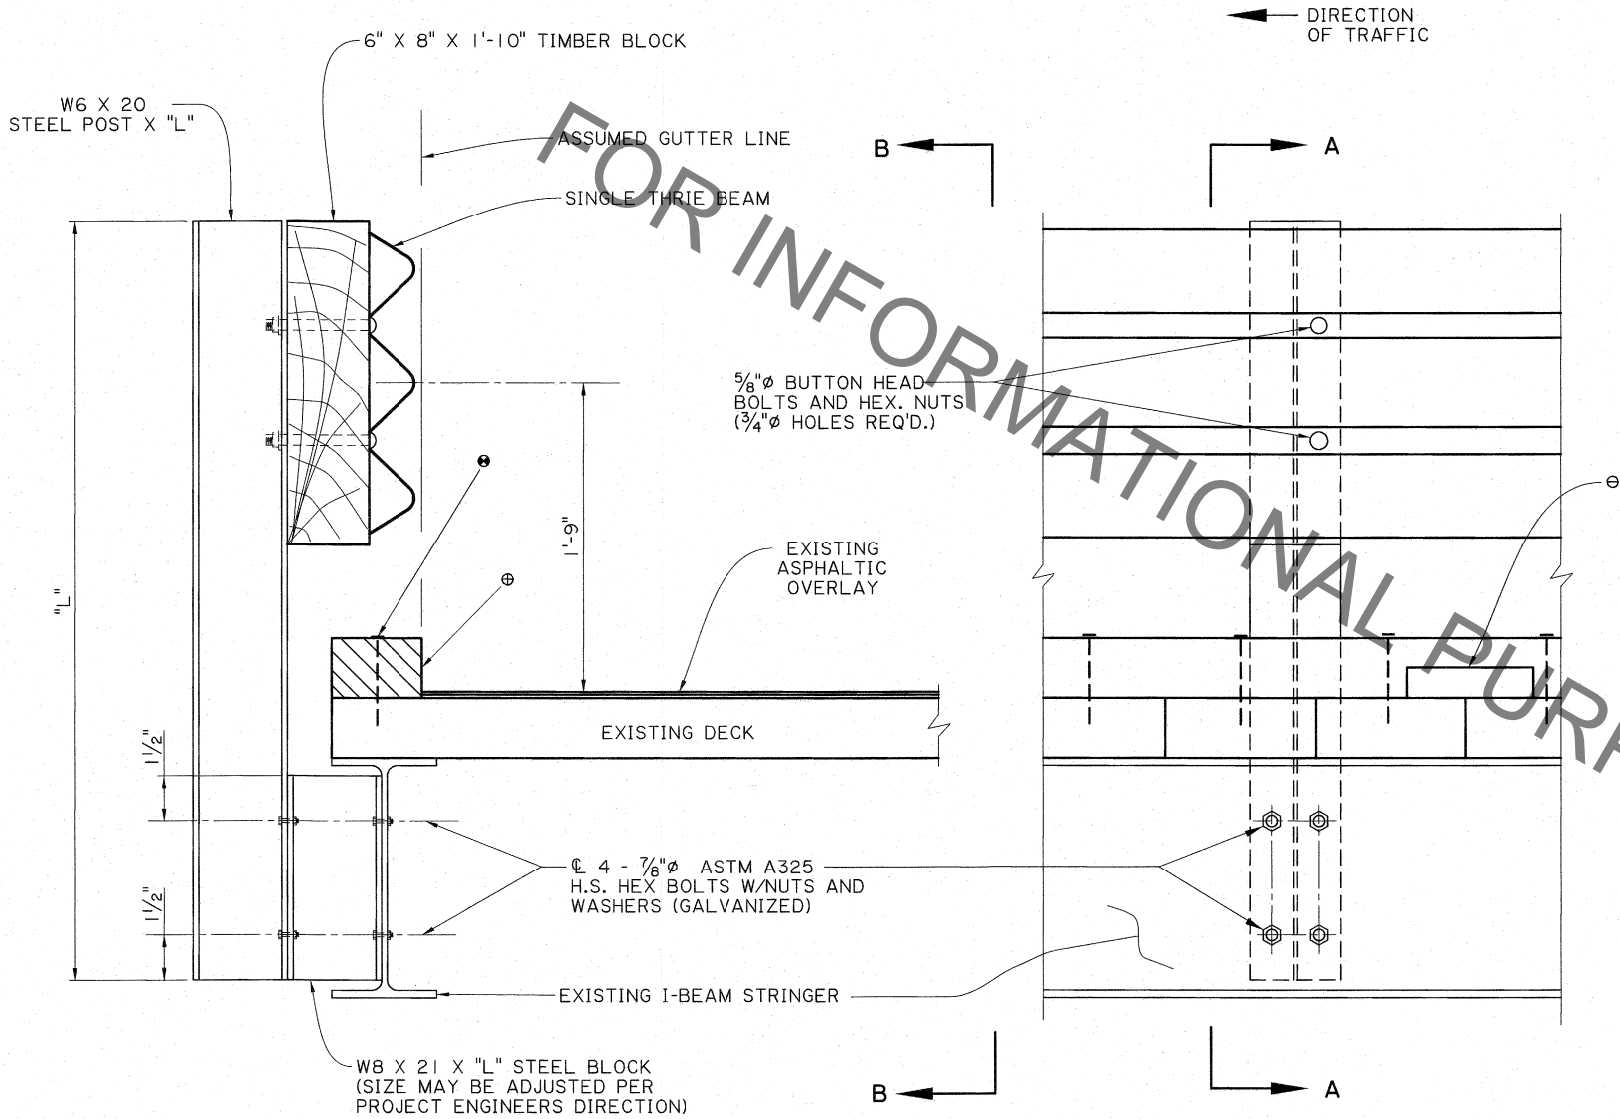 DIRECTION
OF TRAFFIC
6" X 8" X 1'-10" TIMBER BLOCK
W6 X 20
STEEL POST X "L"
ASSUMED GUTTER LINE
B
A
SINGLE THRIE BEAM
FOR INFORMATIONAL PURP
5/8"Ø BUTTON HEAD
BOLTS AND HEX. NUTS
(3/4"Ø HOLES REQ'D.)
1'-9"
EXISTING
ASPHALTIC
OVERLAY
"L"
EXISTING DECK
1 1/2"
℄ 4 - 7/8"Ø ASTM A325
H.S. HEX BOLTS W/NUTS AND
WASHERS (GALVANIZED)
1 1/2"
EXISTING I-BEAM STRINGER
W8 X 21 X "L" STEEL BLOCK
(SIZE MAY BE ADJUSTED PER
PROJECT ENGINEERS DIRECTION)
B
A